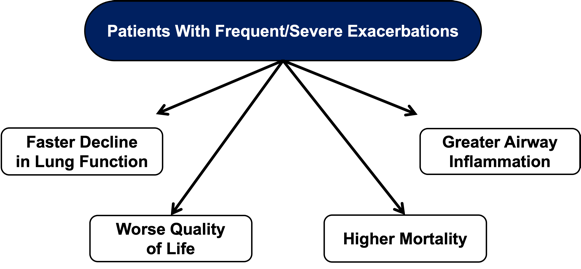 Patients With Frequent/Severe Exacerbations
Faster Decline
in Lung Function
Greater Airway
Inflammation
Worse Quality
of Life
Higher Mortality